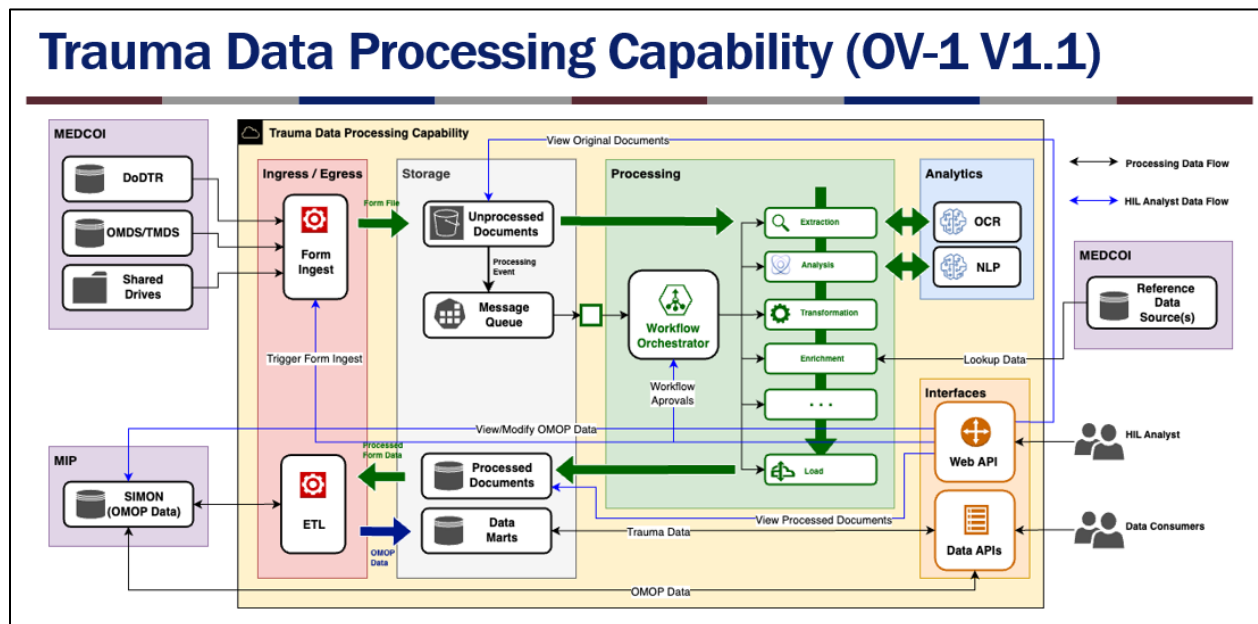 Trauma Data Processing Capability (OV-1 V1.1)
MEDCOI
DoDTR
OMDS/TMDS
Shared
Drives
Trauma Data Processing Capability
View Original Documents
Ingress / Egress
Form
Ingest
Form File
Storage
Unprocessed
Documents
Processing
Event
Message
Queue
Processing
Workflow
Orchestrator
Extraction
Analysis
Transformation
Enrichment
. . .
Load
Analytics
OCR
NLP
Processing Data Flow
HIL Analyst Data Flow
MEDCOI
Reference
Data
Source(s)
Lookup Data
Trigger Form Ingest
Workflow
Aprovals
View/Modify OMOP Data
Interfaces
Web API
HIL Analyst
MIP
SIMON
(OMOP Data)
Processed
Form Data
ETL
OMOP
Data
Processed
Documents
Data
Marts
View Processed Documents
Trauma Data
Data APIs
Data Consumers
OMOP Data